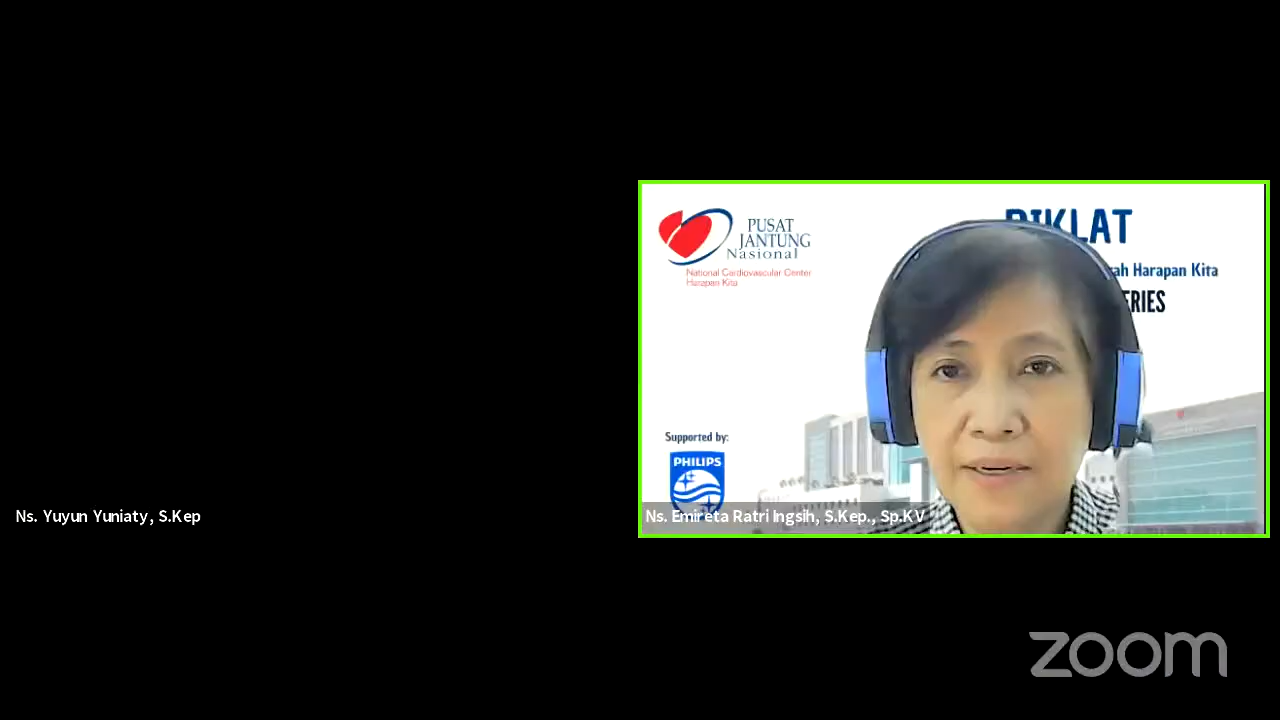 PUSAT
JANTUNG
Nasional
National Cardiovascular Center
Harapan Kita
DIKLAT
Harapan Kita
Supported by:
PHILIPS
Ns. Yuyun Yuniaty, S.Kep
Ns. Emireta Ratri Ingsih, S.Kep., Sp.KV
zoom